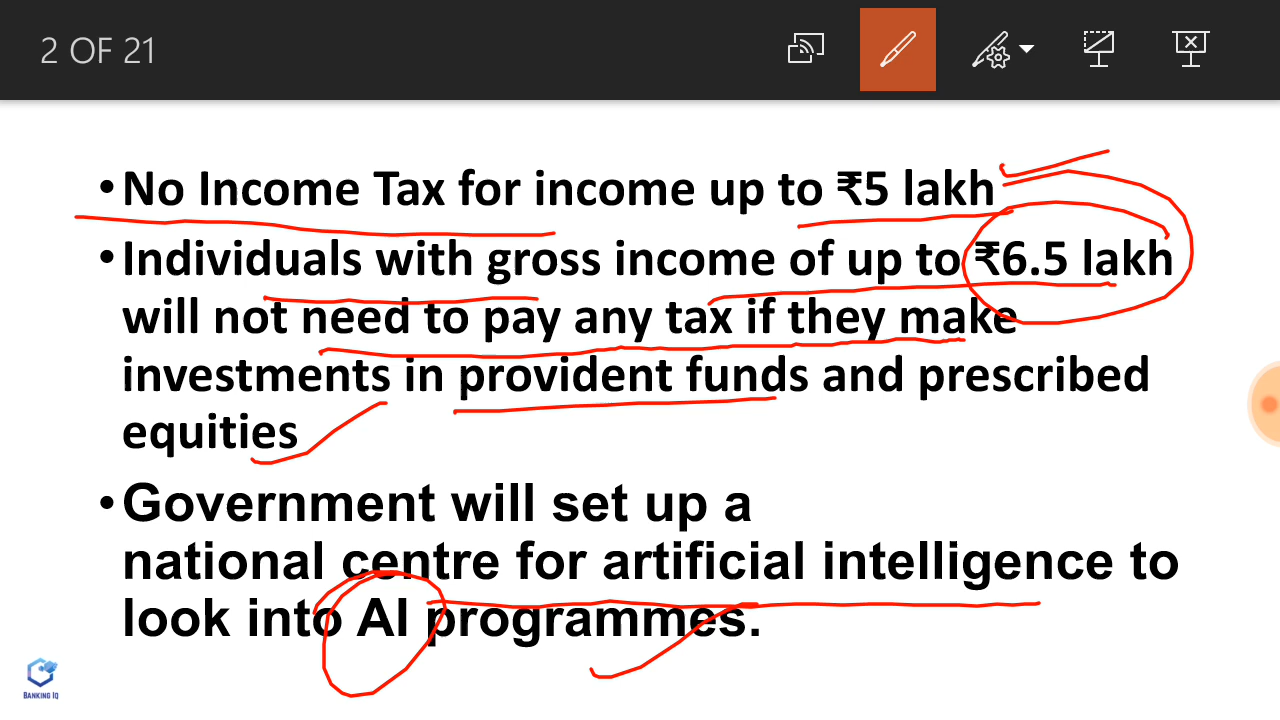 2 OF 21
•No Income Tax for income up to ₹5 lakh
•Individuals with gross income of up to ₹6.5 lakh
will not need to pay any tax if they make
investments in provident funds and prescribed
equities
•Government will set up a
national centre for artificial intelligence to
look into AI programmes.
BANKING IQ